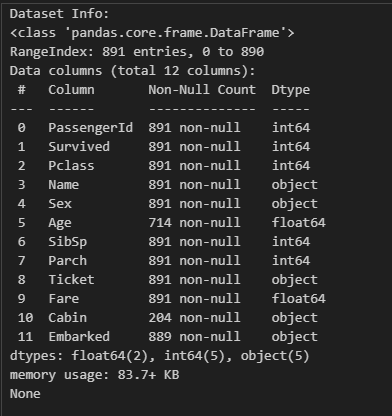 Dataset Info:
<class 'pandas.core.frame.DataFrame'>
RangeIndex: 891 entries, 0 to 890
Data columns (total 12 columns):
 #   Column       Non-Null Count  Dtype
---  ------       --------------  -----
 0   PassengerId  891 non-null    int64
 1   Survived     891 non-null    int64
 2   Pclass       891 non-null    int64
 3   Name         891 non-null    object
 4   Sex          891 non-null    object
 5   Age          714 non-null    float64
 6   SibSp        891 non-null    int64
 7   Parch        891 non-null    int64
 8   Ticket       891 non-null    object
 9   Fare         891 non-null    float64
 10  Cabin        204 non-null    object
 11  Embarked     889 non-null    object
dtypes: float64(2), int64(5), object(5)
memory usage: 83.7+ KB
None